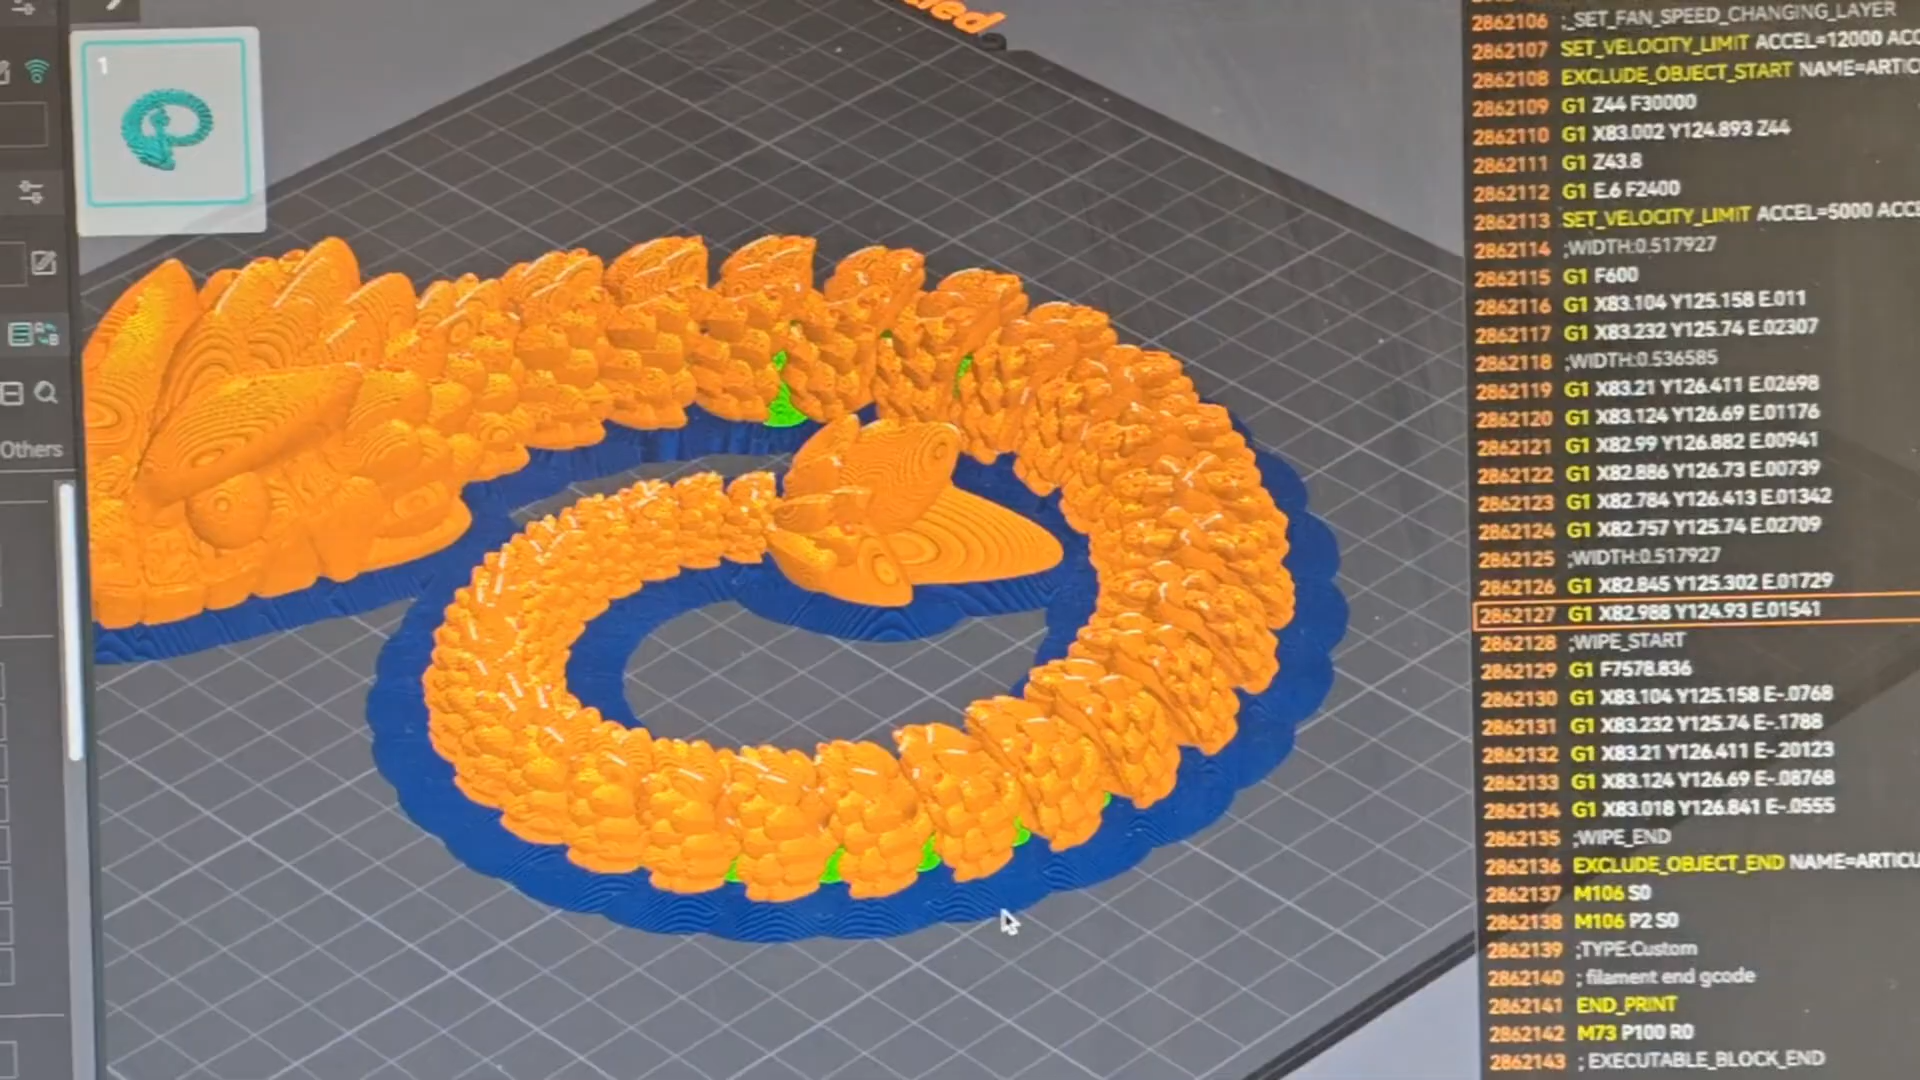 1
Others
2862106 ;_SET_FAN_SPEED_CHANGING_LAYER
2862107 SET_VELOCITY_LIMIT ACCEL=12000
2862108 EXCLUDE_OBJECT_START
2862109 G1 Z44 F30000
2862110 G1 X83.002 Y124.893 Z44
2862111 G1 Z43.8
2862112 G1 E.6 F2400
2862113 SET_VELOCITY_LIMIT ACCEL=5000
2862114 ;WIDTH:0.517927
2862115 G1 F600
2862116 G1 X83.104 Y125.158 E.011
2862117 G1 X83.232 Y125.74 E.02307
2862118 ;WIDTH:0.536585
2862119 G1 X83.21 Y126.411 E.02698
2862120 G1 X83.124 Y126.69 E.01176
2862121 G1 X82.99 Y126.882 E.00941
2862122 G1 X82.886 Y126.73 E.00739
2862123 G1 X82.784 Y126.413 E.01342
2862124 G1 X82.757 Y125.74 E.02709
2862125 ;WIDTH:0.517927
2862126 G1 X82.845 Y125.302 E.01729
2862127 G1 X82.988 Y124.93 E.01541
2862128 ;WIPE_START
2862129 G1 F7578.836
2862130 G1 X83.104 Y125.158 E-.0768
2862131 G1 X83.232 Y125.74 E-.1788
2862132 G1 X83.21 Y126.411 E-.20123
2862133 G1 X83.124 Y126.69 E-.08768
2862134 G1 X83.018 Y126.841 E-.0555
2862135 ;WIPE_END
2862136 EXCLUDE_OBJECT_END
2862137 M106 S0
2862138 M106 P2 S0
2862139 ;TYPE:Custom
2862140 ; filament end gcode
2862141 END_PRINT
2862142 M73 P100 R0
2862143 ; EXECUTABLE_BLOCK_END